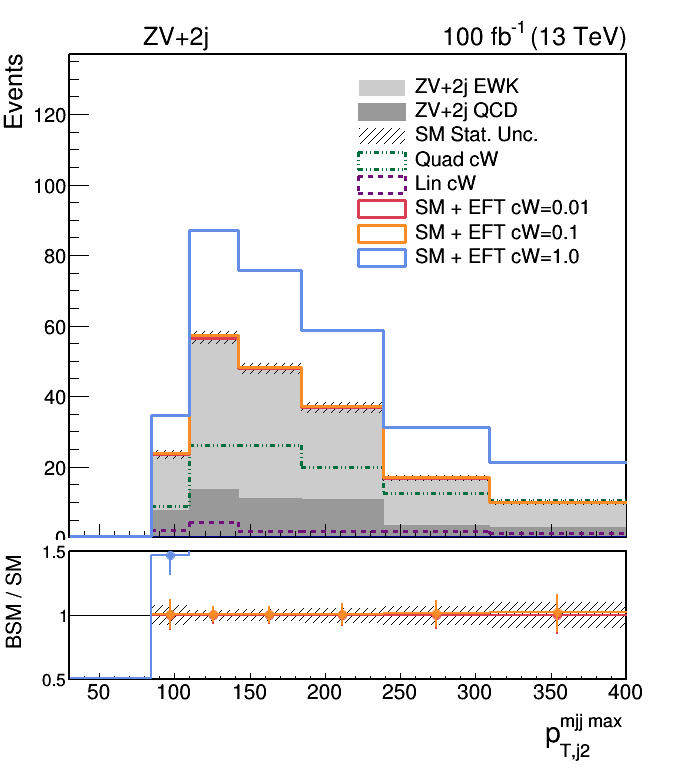 ZV+2j 100 fb⁻¹ (13 TeV)
Events
120
100
80
60
40
20
0
ZV+2j EWK
ZV+2j QCD
SM Stat. Unc.
Quad cW
Lin cW
SM + EFT cW=0.01
SM + EFT cW=0.1
SM + EFT cW=1.0
BSM / SM
1.5
1
0.5
50 100 150 200 250 300 350 400
p_{T,j2}^{mjj max}